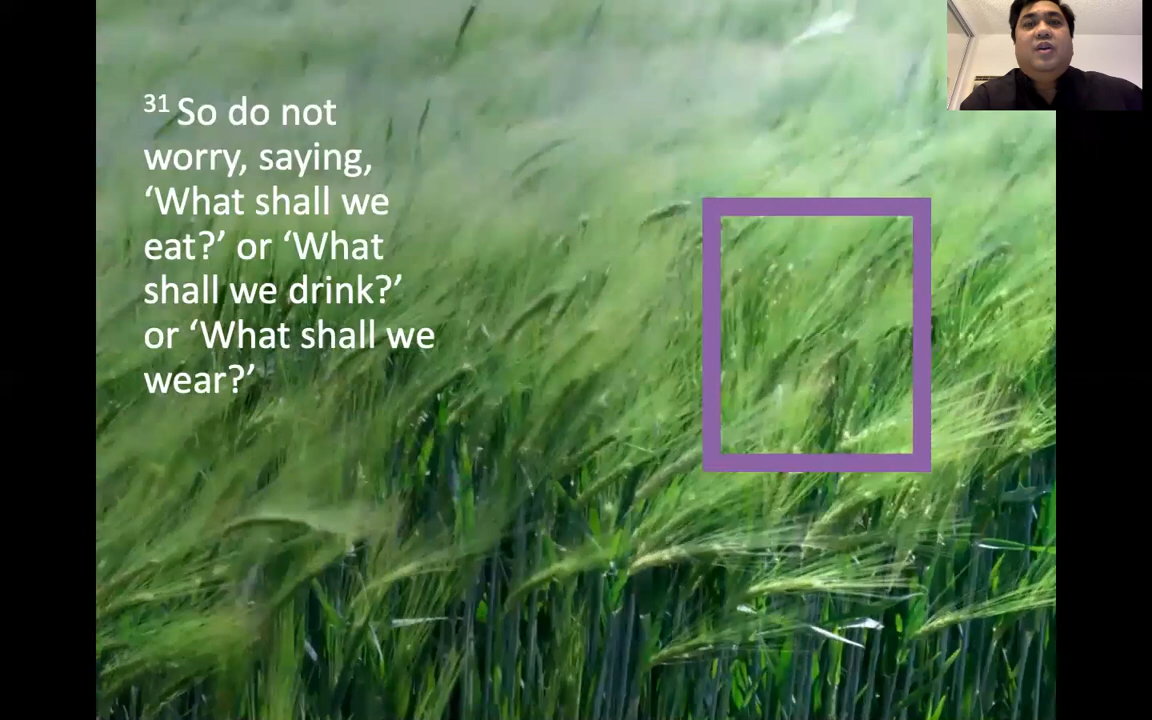 31 So do not
worry, saying,
‘What shall we
eat?’ or ‘What
shall we drink?’
or ‘What shall we
wear?’